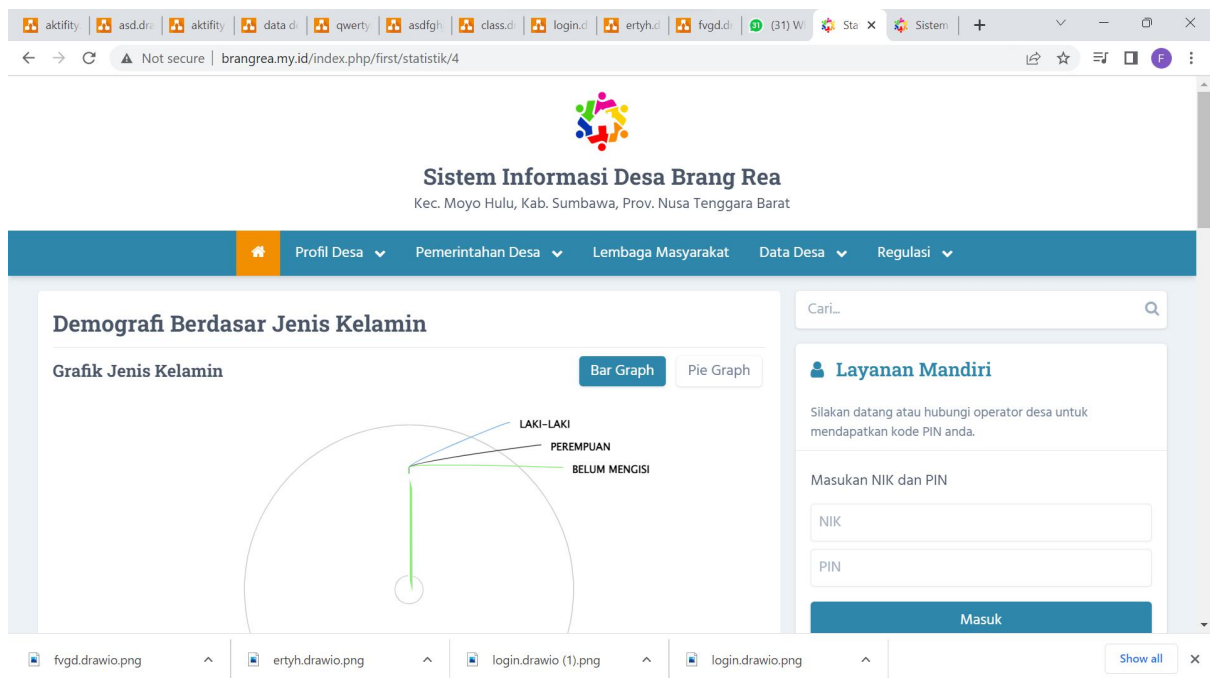 aktifity
asd.dra
aktifity
data de
qwerty
asdfgh
class.d
login.d
ertyh.d
fvgd.d
(31) W
Sta
Sistem
Not secure | brangrea.my.id/index.php/first/statistik/4
F
Sistem Informasi Desa Brang Rea
Kec. Moyo Hulu, Kab. Sumbawa, Prov. Nusa Tenggara Barat
Profil Desa
Pemerintahan Desa
Lembaga Masyarakat
Data Desa
Regulasi
Demografi Berdasar Jenis Kelamin
Grafik Jenis Kelamin
Bar Graph
Pie Graph
LAKI-LAKI
PEREMPUAN
BELUM MENGISI
Cari...
Layanan Mandiri
Silakan datang atau hubungi operator desa untuk
mendapatkan kode PIN anda.
Masukan NIK dan PIN
NIK
PIN
Masuk
fvgd.drawio.png
ertyh.drawio.png
login.drawio (1).png
login.drawio.png
Show all